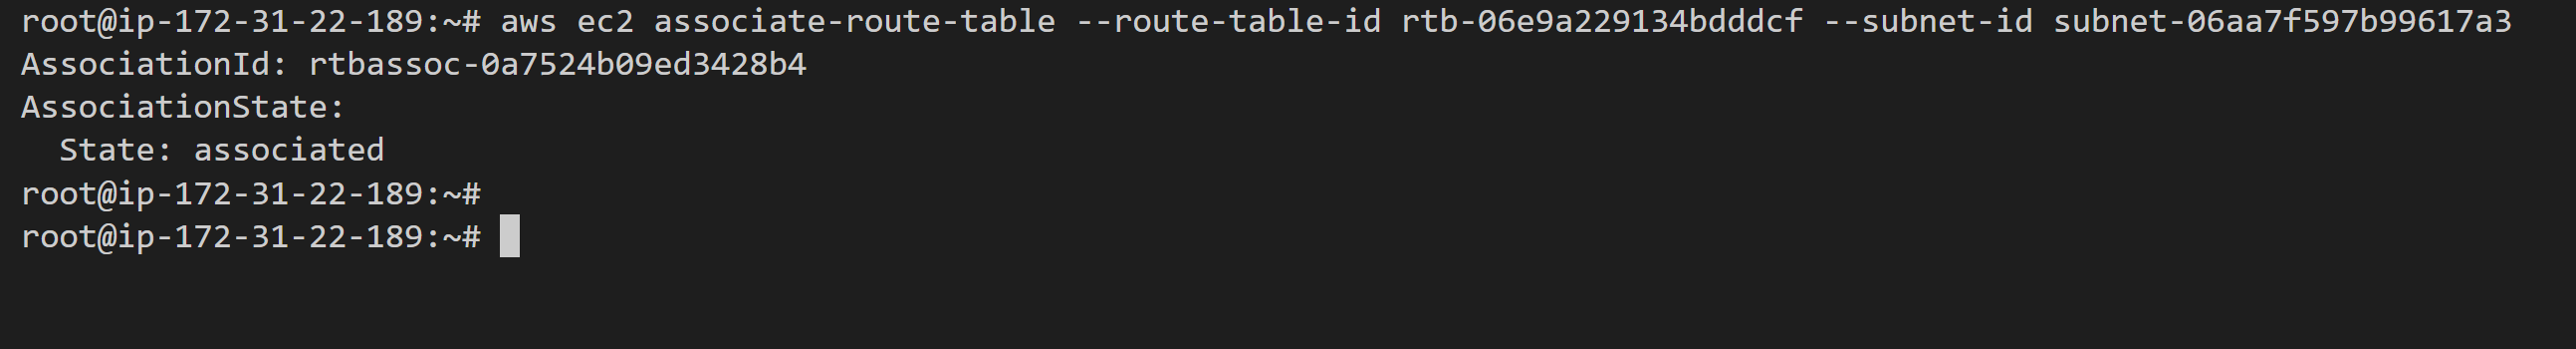 root@ip-172-31-22-189:~# aws ec2 associate-route-table --route-table-id rtb-06e9a229134bdddcf --subnet-id subnet-06aa7f597b99617a3
AssociationId: rtbassoc-0a7524b09ed3428b4
AssociationState:
  State: associated
root@ip-172-31-22-189:~#
root@ip-172-31-22-189:~#